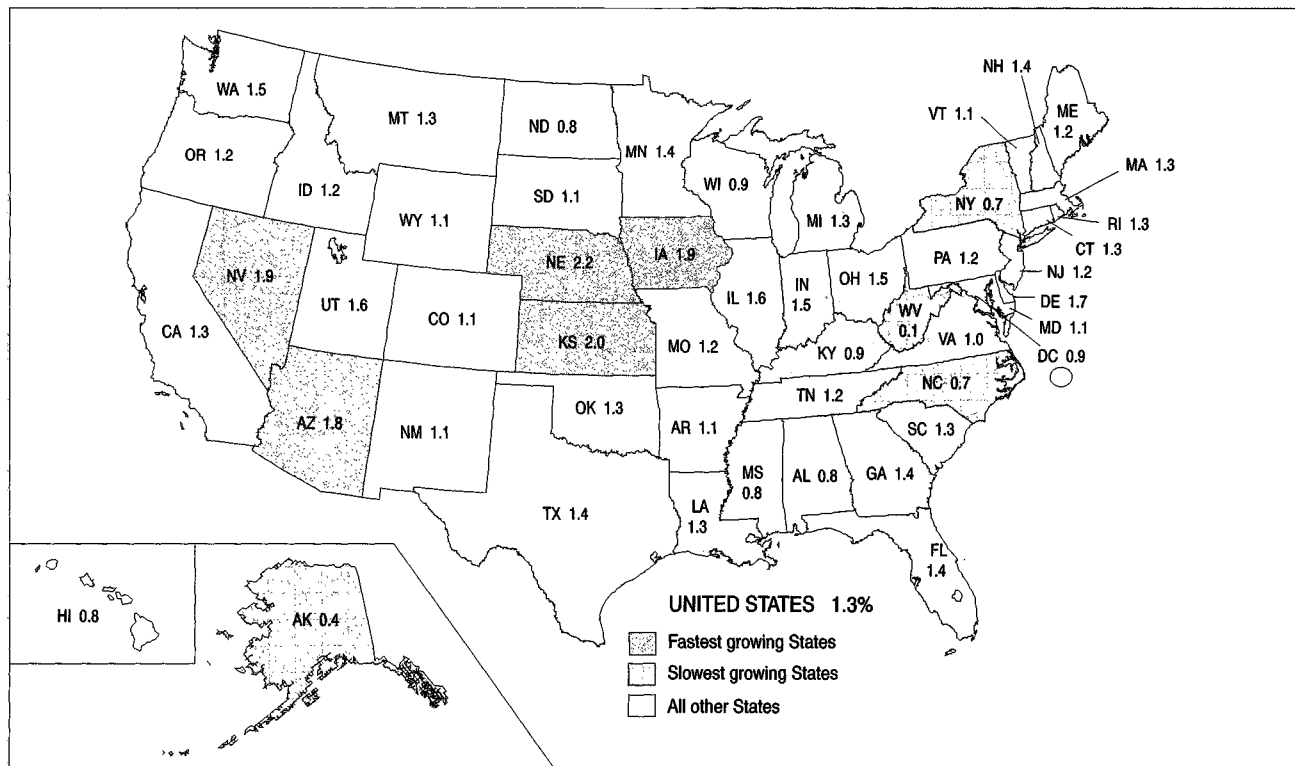 NH 1.4
WA 1.5
VT 1.1
ME
1.2
MT 1.3
ND 0.8
MN 1.4
OR 1.2
MA 1.3
ID 1.2
SD 1.1
WI 0.9
MI 1.3
NY 0.7
WY 1.1
RI 1.3
CT 1.3
NE 2.2
IA 1.9
PA 1.2
NJ 1.2
NV 1.9
UT 1.6
IL 1.6
IN
1.5
OH 1.5
DE 1.7
CA 1.3
CO 1.1
WV
0.1
MD 1.1
KS 2.0
MO 1.2
KY 0.9
VA 1.0
DC 0.9
NC 0.7
TN 1.2
AZ 1.8
NM 1.1
OK 1.3
AR 1.1
SC 1.3
MS
0.8
AL 0.8
GA 1.4
TX 1.4
LA
1.3
FL
1.4
HI 0.8
AK 0.4
UNITED STATES 1.3%
Fastest growing States
Slowest growing States
All other States